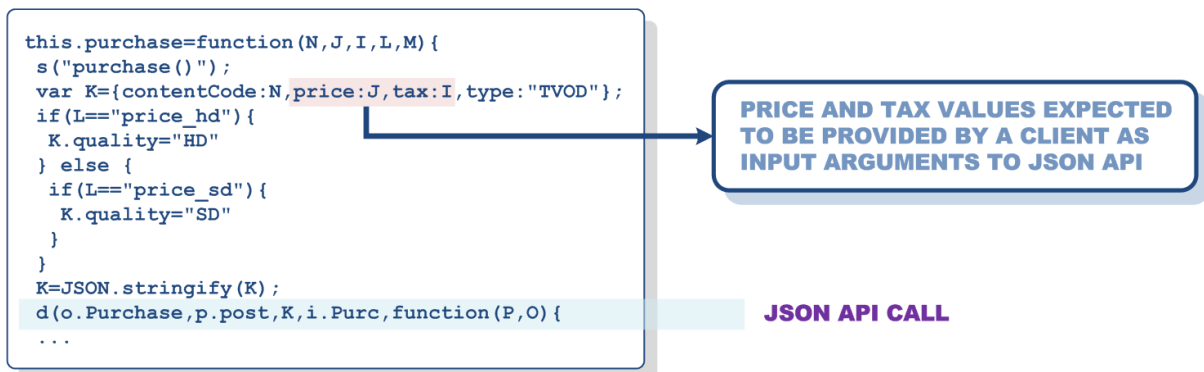 this.purchase=function(N,J,I,L,M){
s("purchase()");
var K={contentCode:N,price:J,tax:I,type:"TVOD"};
if(L=="price_hd"){
K.quality="HD"
} else {
if(L=="price_sd"){
K.quality="SD"
}
}
K=JSON.stringify(K);
d(o.Purchase,p.post,K,i.Purc,function(P,O){
...
PRICE AND TAX VALUES EXPECTED
TO BE PROVIDED BY A CLIENT AS
INPUT ARGUMENTS TO JSON API
JSON API CALL